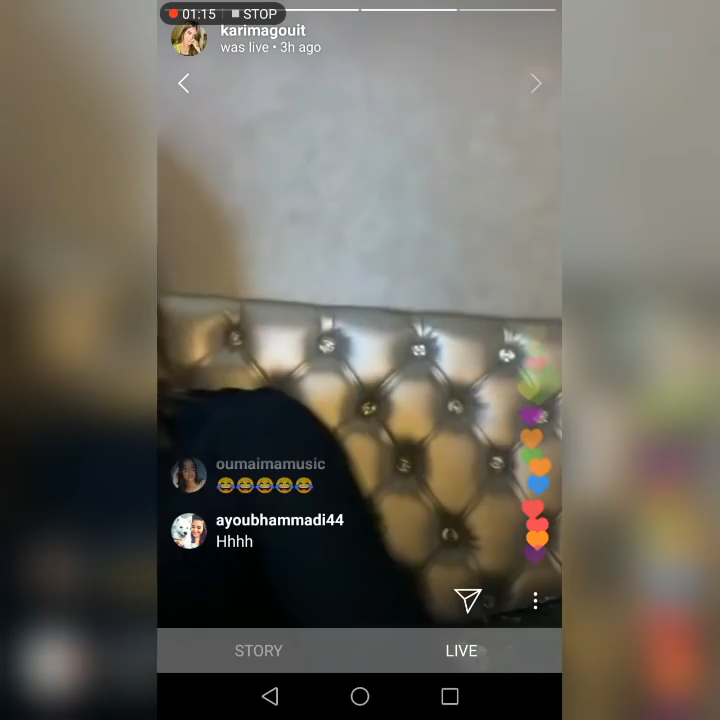 01:15 STOP
karimagouit
was live • 3h ago
oumaimamusic
😂😂😂😂😂
ayoubhammadi44
Hhhh
STORY LIVE